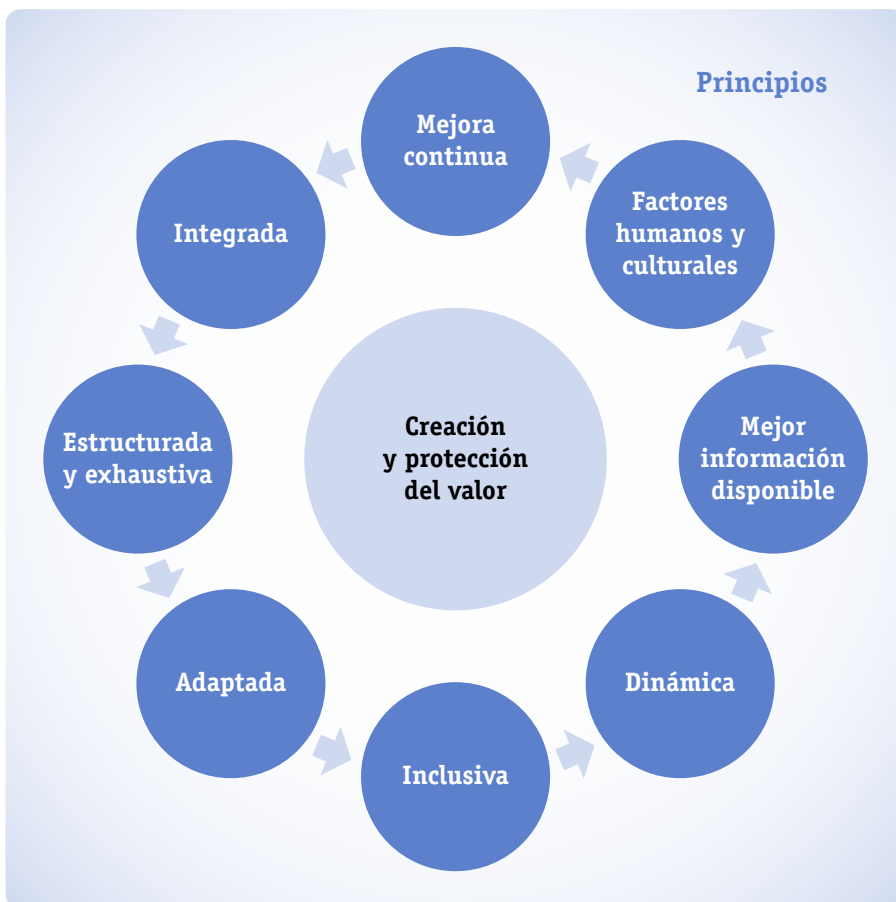 Principios
Mejora
continua
Integrada
Factores
humanos y
culturales
Estructurada
y exhaustiva
Creación
y protección
del valor
Mejor
información
disponible
Adaptada
Dinámica
Inclusiva